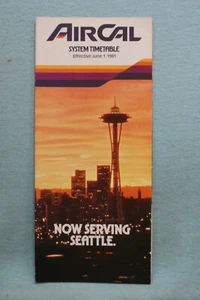 AIRCAL
SYSTEM TIMETABLE
Effective June 1, 1981
NOW SERVING
SEATTLE.